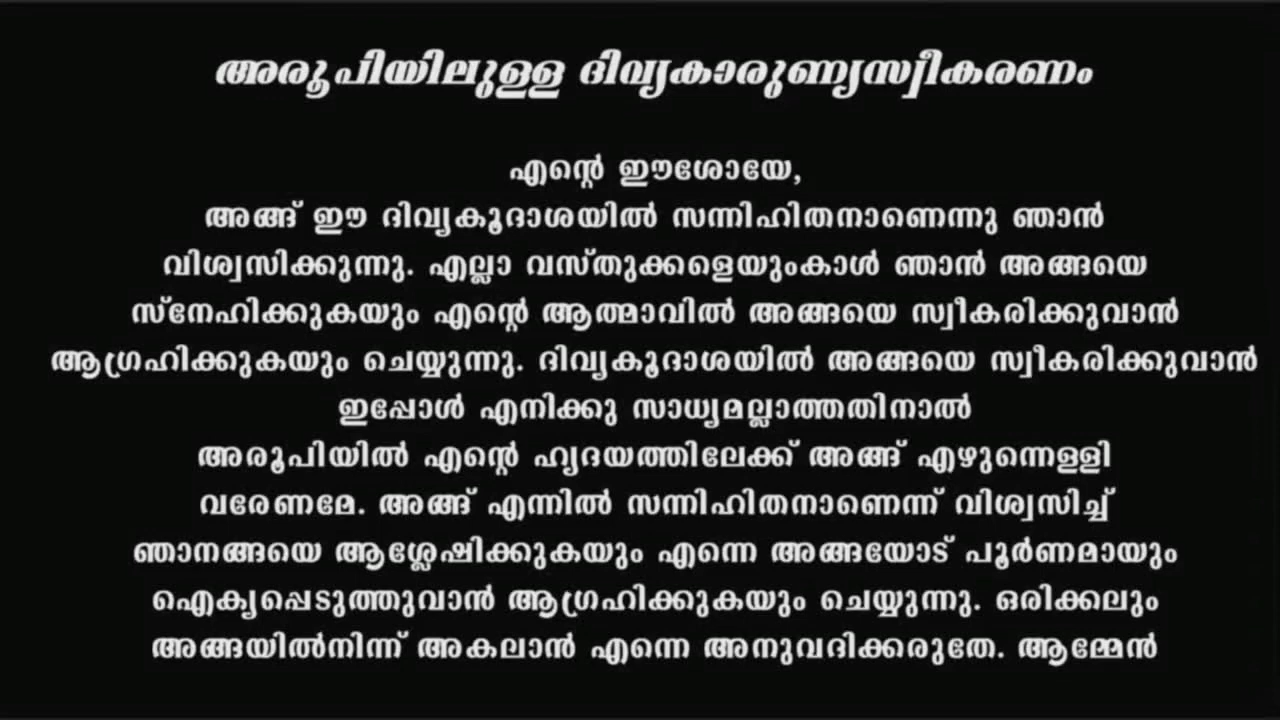 അരൂപിയിലുള്ള ദിവ്യകാരുണ്യസ്വീകരണം
എന്റെ ഈശോയേ,
അങ്ങ് ഈ ദിവ്യകൂദാശയിൽ സന്നിഹിതനാണെന്നു ഞാൻ
വിശ്വസിക്കുന്നു. എല്ലാ വസ്തുക്കളെയുംകാൾ ഞാൻ അങ്ങയെ
സ്നേഹിക്കുകയും എന്റെ ആത്മാവിൽ അങ്ങയെ സ്വീകരിക്കുവാൻ
ആഗ്രഹിക്കുകയും ചെയ്യുന്നു. ദിവ്യകൂദാശയിൽ അങ്ങയെ സ്വീകരിക്കുവാൻ
ഇപ്പോൾ എനിക്കു സാധ്യമല്ലാത്തതിനാൽ
അരൂപിയിൽ എന്റെ ഹൃദയത്തിലേക്ക് അങ്ങ് എഴുന്നെള്ളി
വരേണമേ. അങ്ങ് എന്നിൽ സന്നിഹിതനാണെന്ന് വിശ്വസിച്ച്
ഞാനങ്ങയെ ആശ്ലേഷിക്കുകയും എന്നെ അങ്ങയോട് പൂർണമായും
ഐക്യപ്പെടുത്തുവാൻ ആഗ്രഹിക്കുകയും ചെയ്യുന്നു. ഒരിക്കലും
അങ്ങയിൽനിന്ന് അകലാൻ എന്നെ അനുവദിക്കരുതേ. ആമ്മേൻ